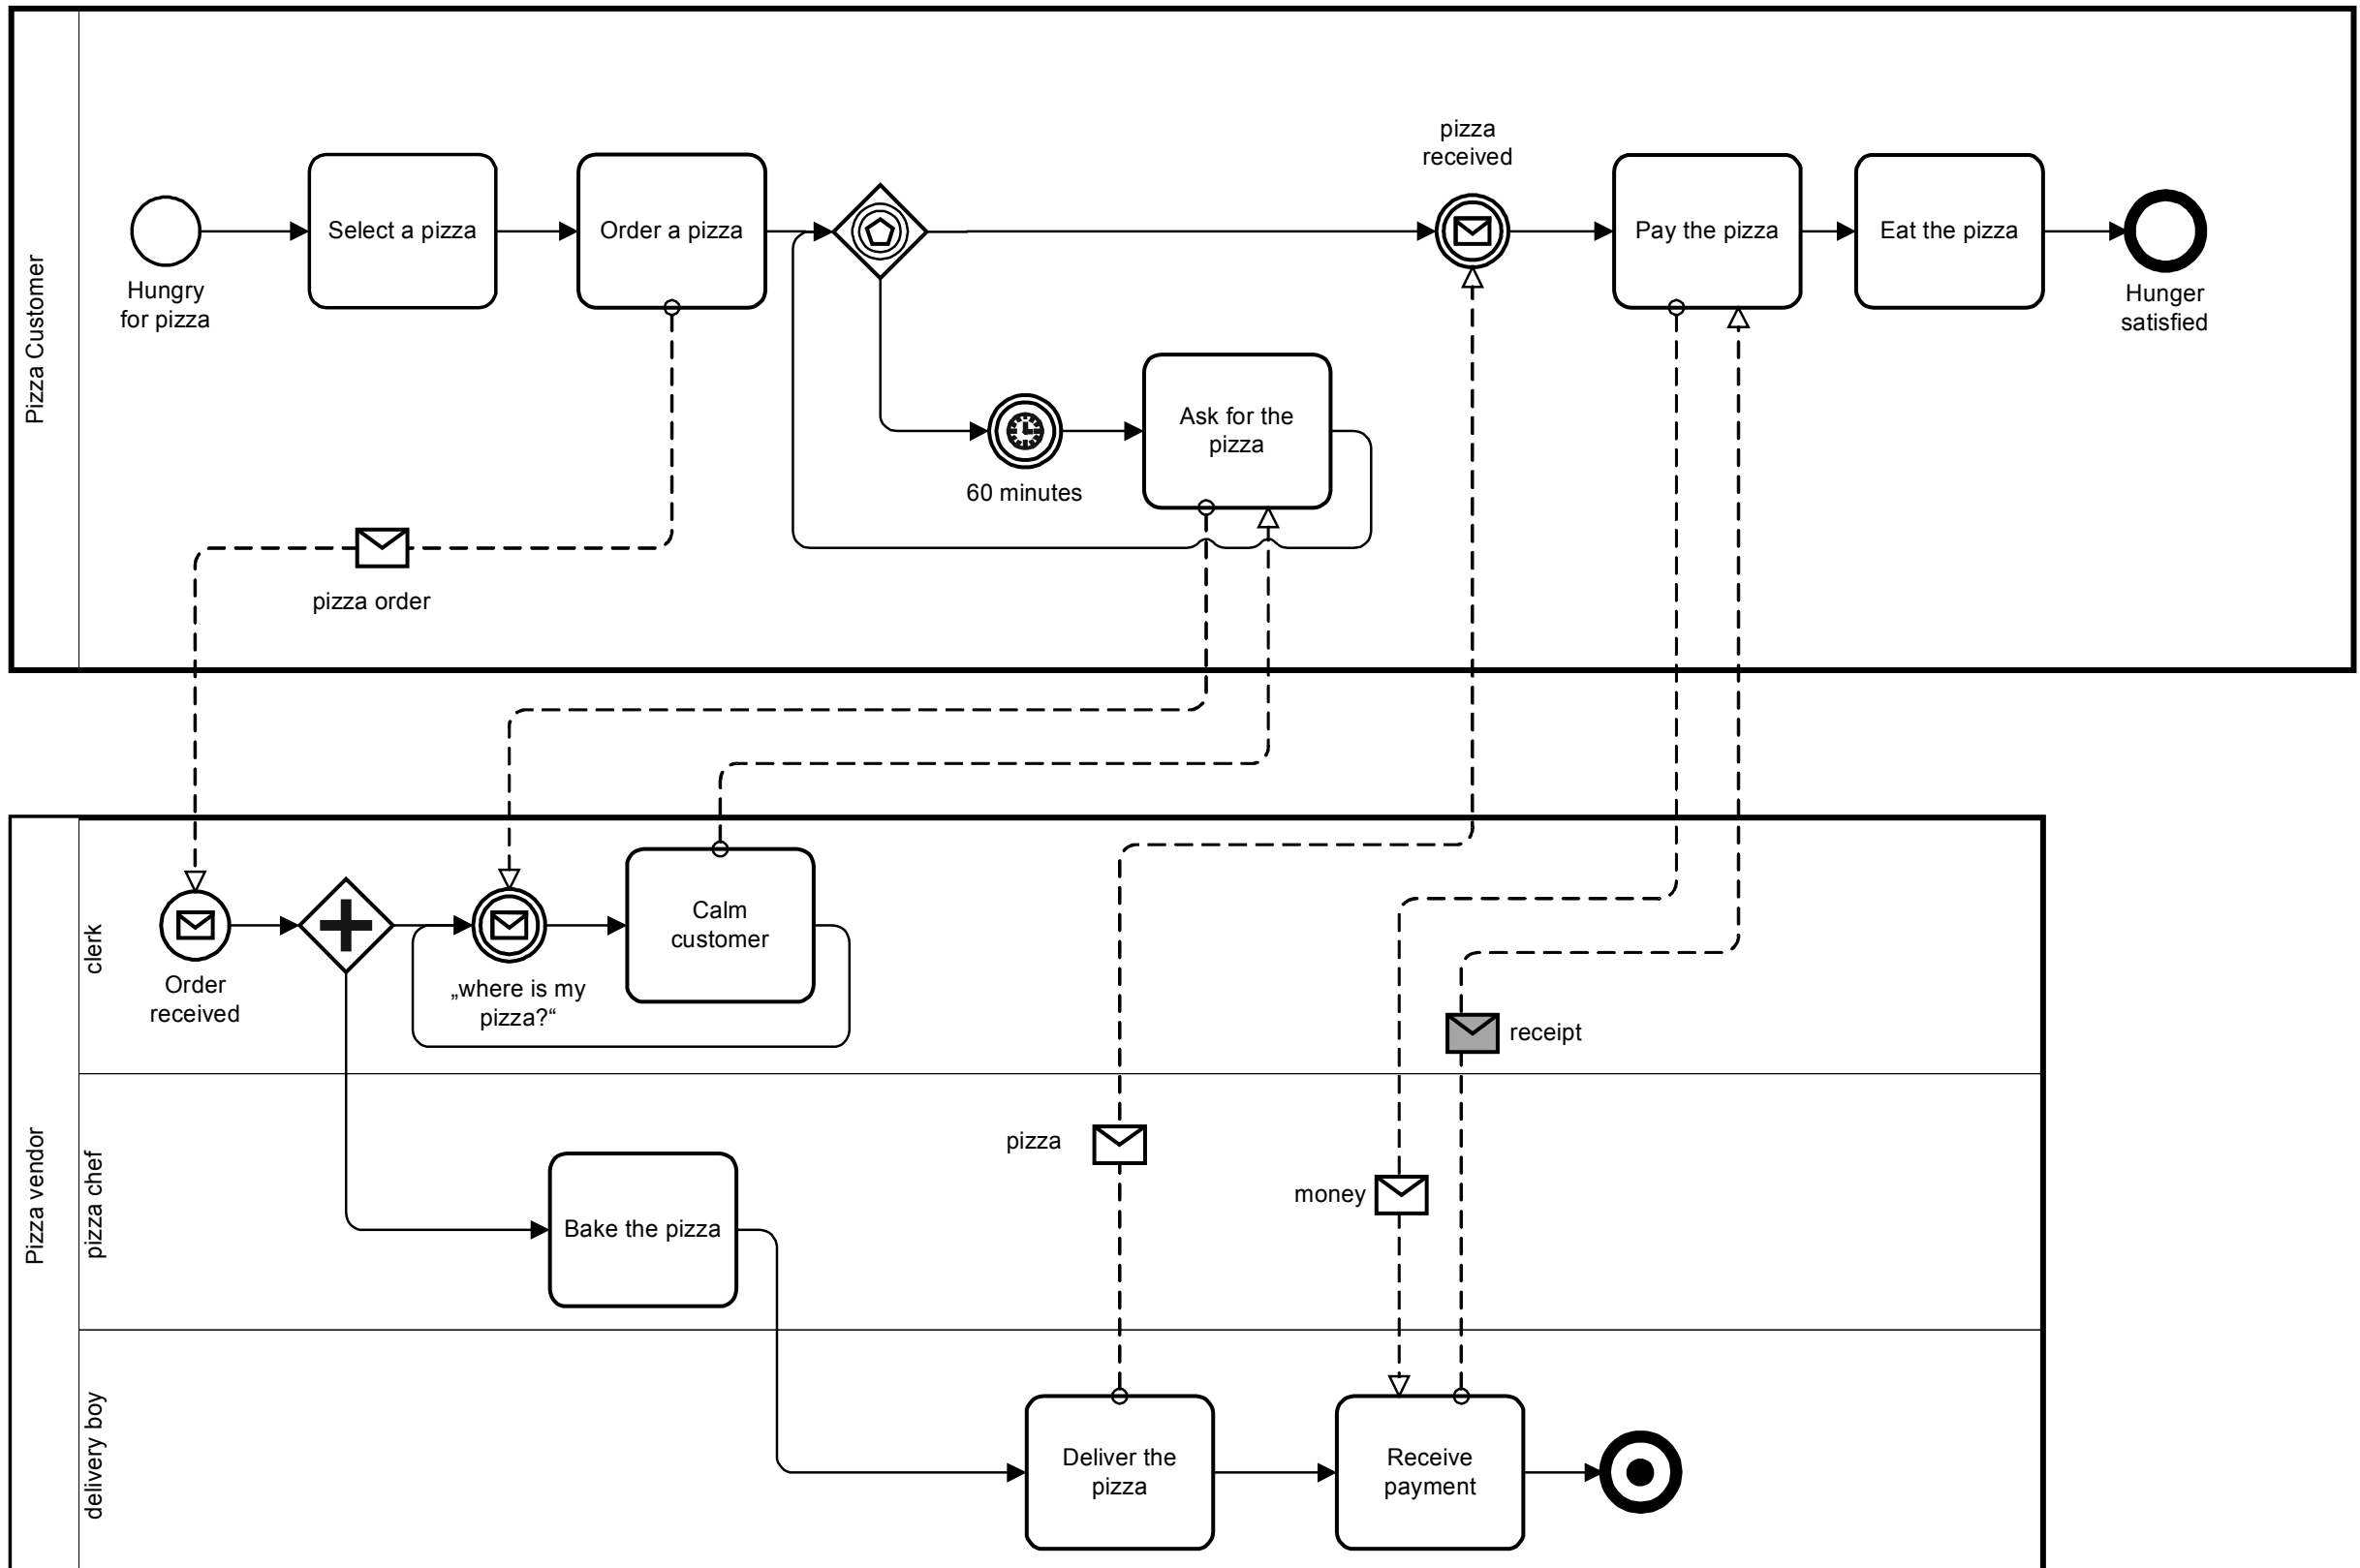 Pizza Customer
Hungry
for pizza
Select a pizza
Order a pizza
pizza
received
Pay the pizza
Eat the pizza
Hunger
satisfied
60 minutes
Ask for the
pizza
pizza order
Pizza vendor
clerk
Order
received
„where is my
pizza?“
Calm
customer
receipt
pizza chef
Bake the pizza
pizza
money
delivery boy
Deliver the
pizza
Receive
payment